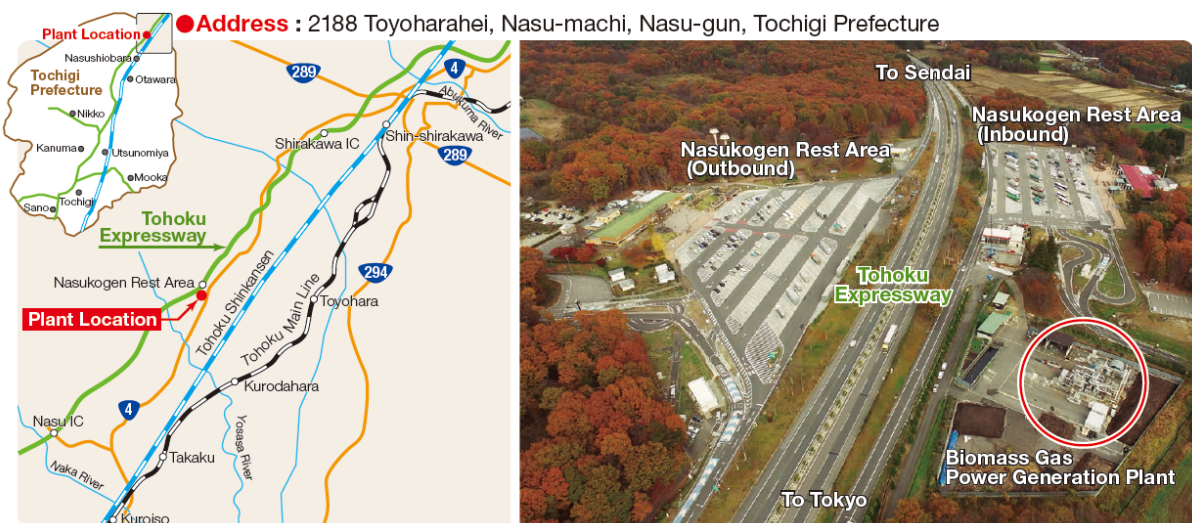 ●Address : 2188 Toyoharahei, Nasu-machi, Nasu-gun, Tochigi Prefecture
Plant Location
Nasushiobara
Tochigi
Prefecture
Otawara
Nikko
Kanuma
Utsunomiya
Mooka
Tochigi
Sano
289
4
Abukuma River
Shirakawa IC
Shin-shirakawa
289
Tohoku
Expressway
294
Nasukogen Rest Area
Plant Location
Tohoku Shinkansen
Tohoku Main Line
Toyohara
Kurodahara
4
Nasu IC
Yosasa River
Takaku
Naka River
Kuroiso
To Sendai
Nasukogen Rest Area
(Inbound)
Nasukogen Rest Area
(Outbound)
Tohoku
Expressway
Biomass Gas
Power Generation Plant
To Tokyo